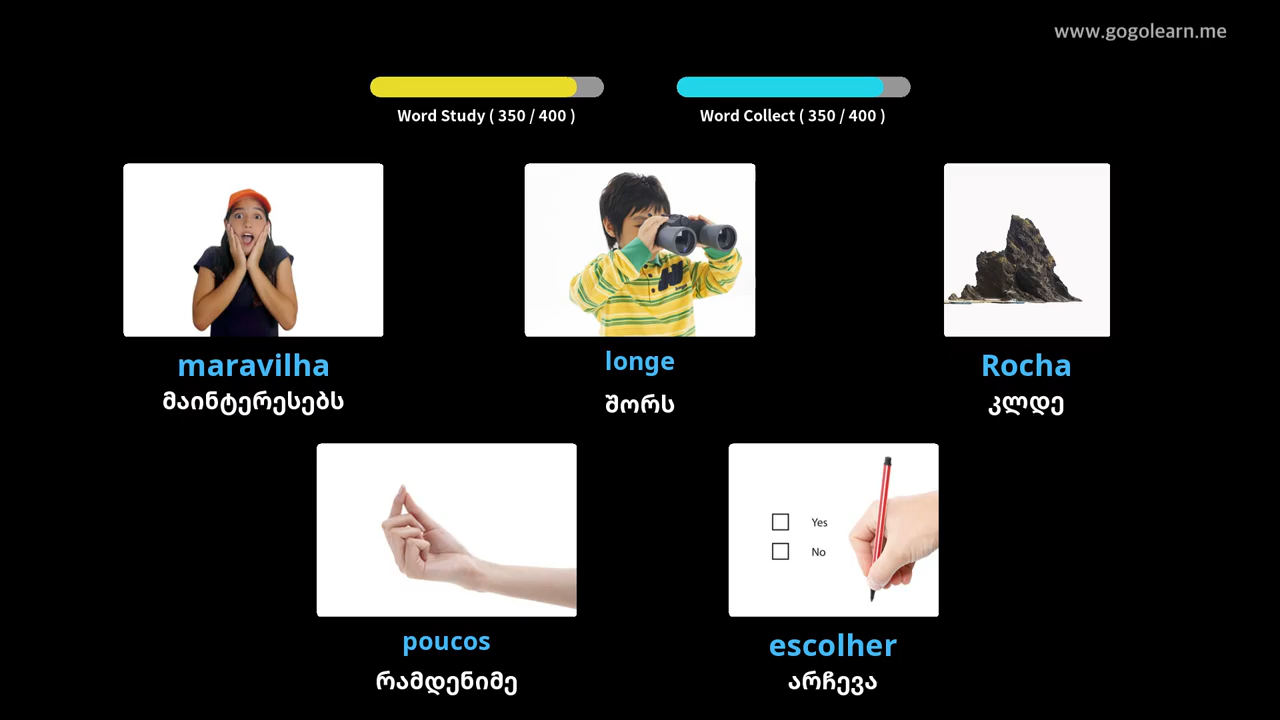 www.gogolearn.me
Word Study ( 350 / 400 )
Word Collect ( 350 / 400 )
maravilha
მაინტერესებს
longe
შორს
Rocha
კლდე
poucos
რამდენიმე
Yes
No
escolher
არჩევა